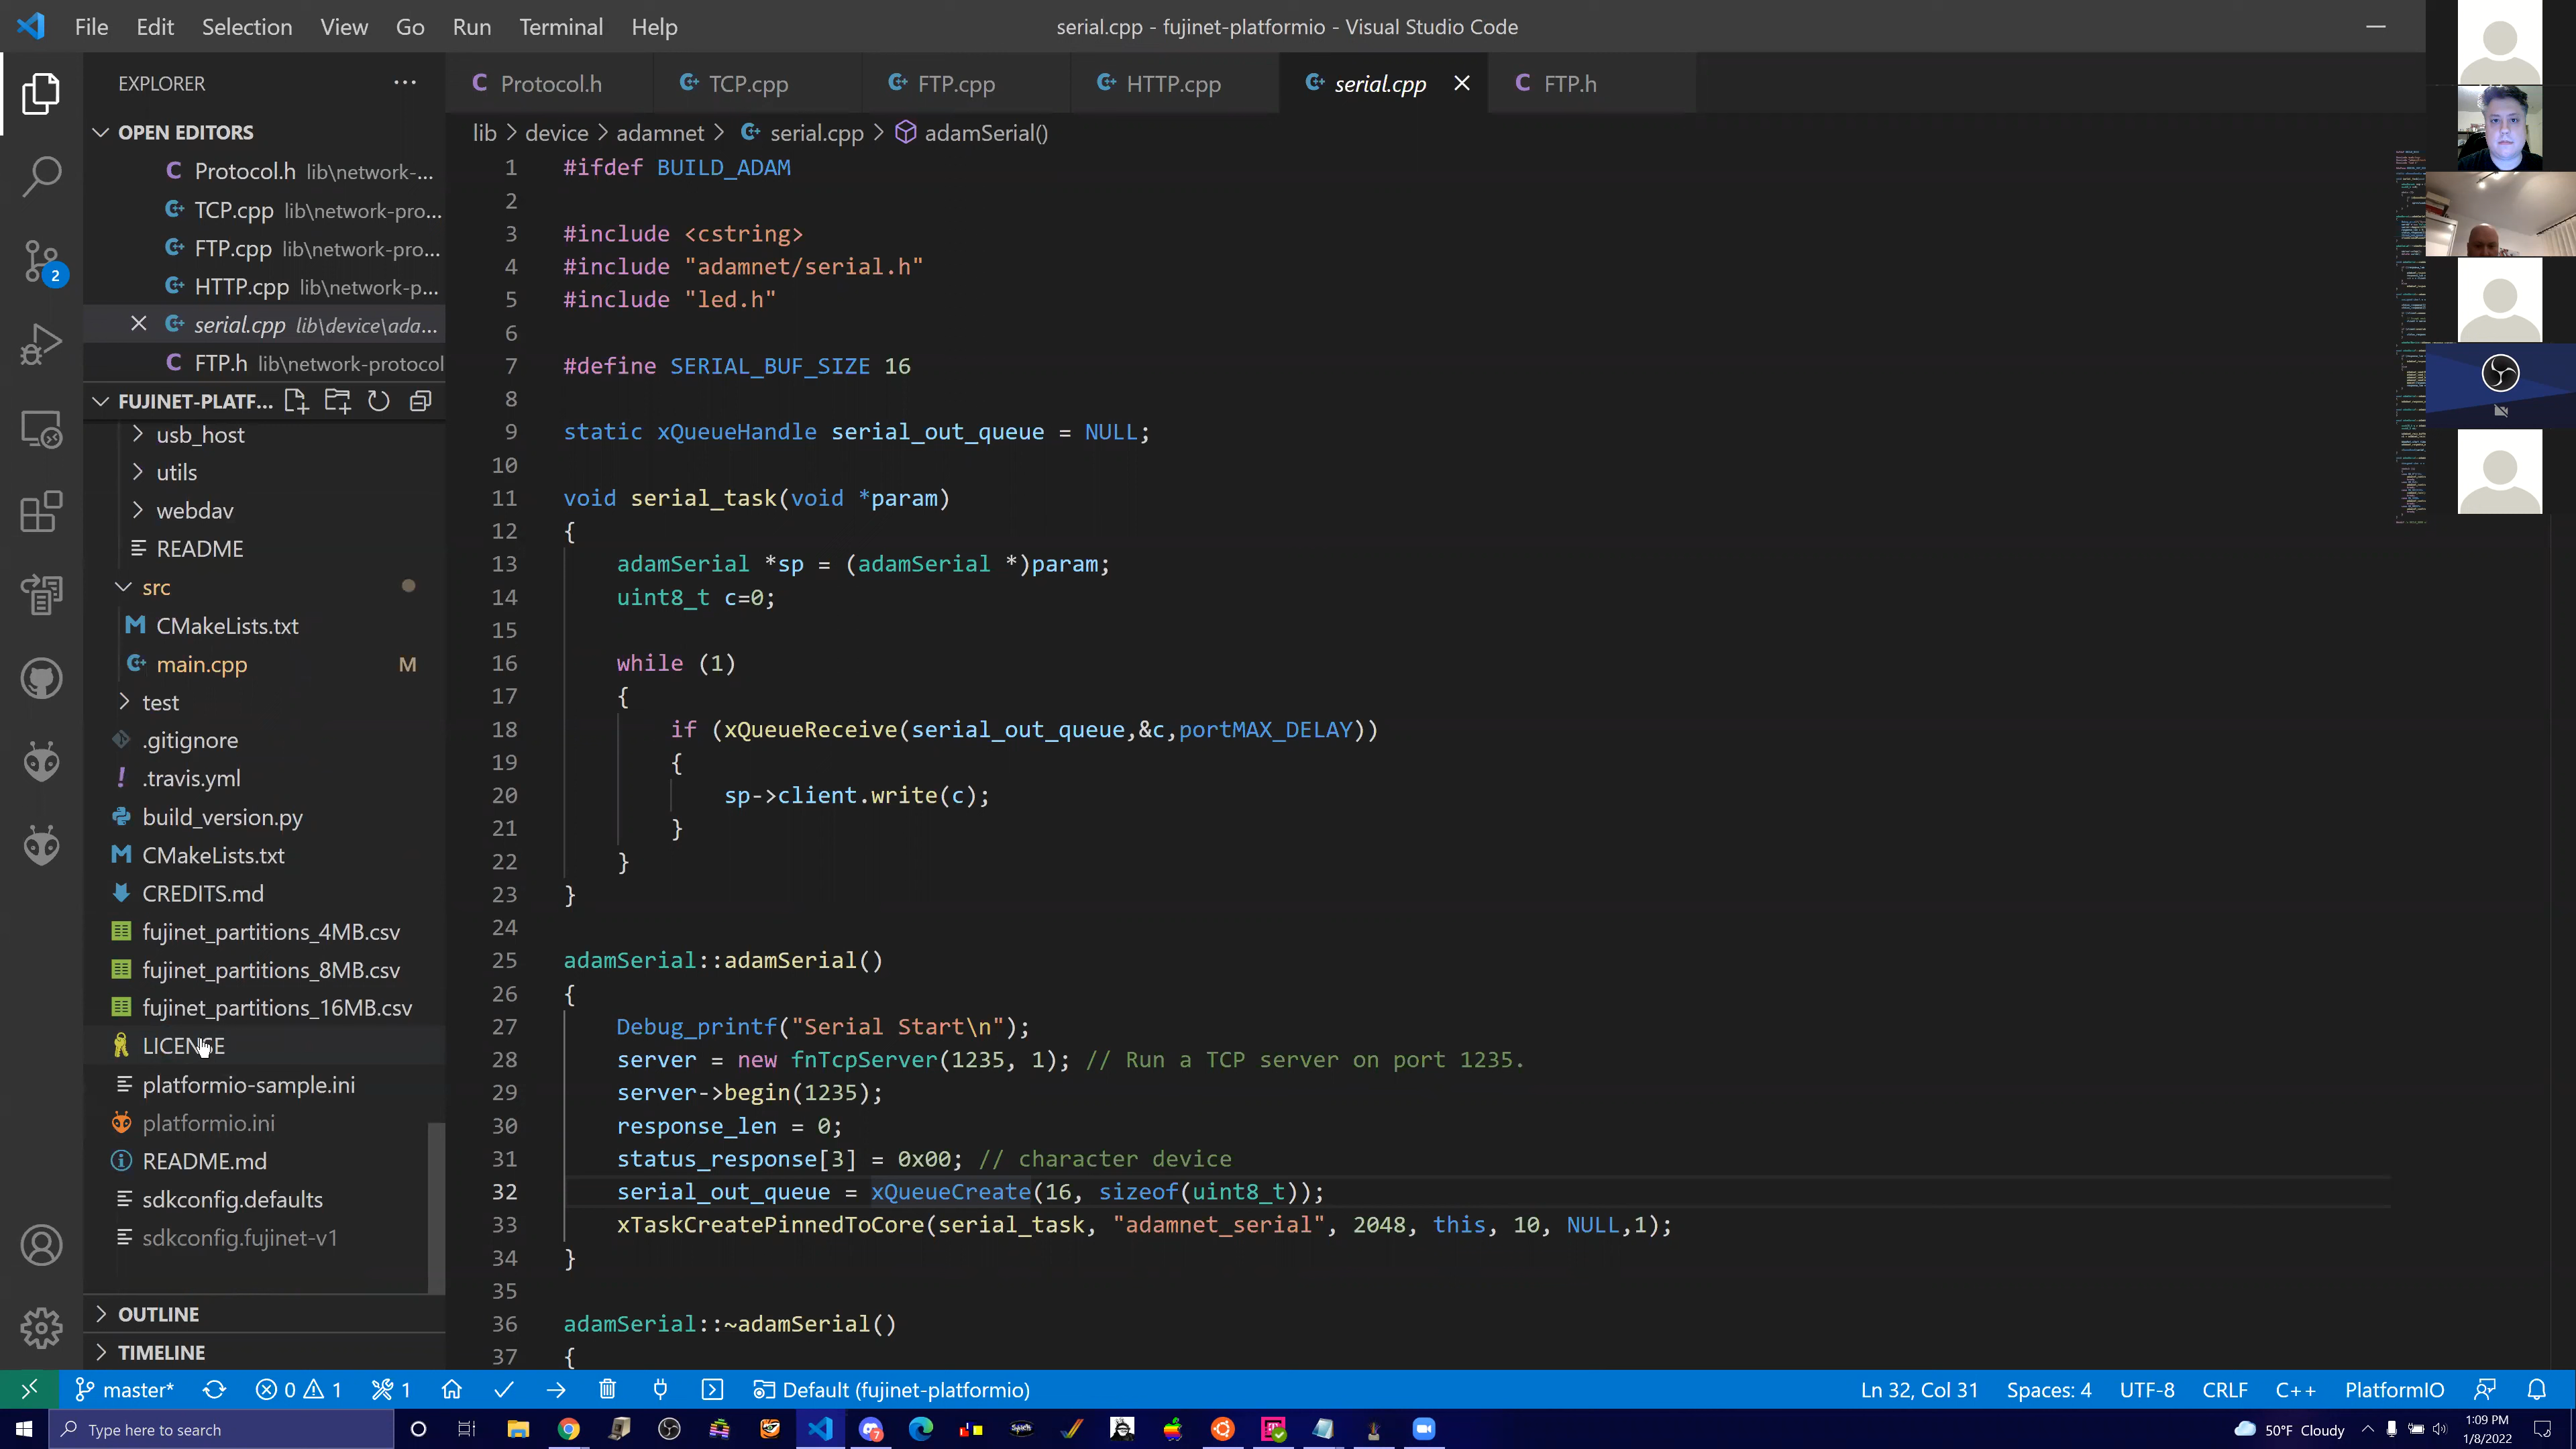 File Edit Selection View Go Run Terminal Help
serial.cpp - fujinet-platformio - Visual Studio Code
EXPLORER
OPEN EDITORS
Protocol.h lib\network-...
TCP.cpp lib\network-pro...
FTP.cpp lib\network-pro...
HTTP.cpp lib\network-p...
serial.cpp lib\device\ada...
FTP.h lib\network-protocol
FUJINET-PLATF...
usb_host
utils
webdav
README
src
CMakeLists.txt
main.cpp M
test
.gitignore
.travis.yml
build_version.py
CMakeLists.txt
CREDITS.md
fujinet_partitions_4MB.csv
fujinet_partitions_8MB.csv
fujinet_partitions_16MB.csv
LICENSE
platformio-sample.ini
platformio.ini
README.md
sdkconfig.defaults
sdkconfig.fujinet-v1
OUTLINE
TIMELINE
2
Protocol.h TCP.cpp FTP.cpp HTTP.cpp serial.cpp FTP.h
lib > device > adamnet > serial.cpp > adamSerial()
1 #ifdef BUILD_ADAM
2
3 #include <cstring>
4 #include "adamnet/serial.h"
5 #include "led.h"
6
7 #define SERIAL_BUF_SIZE 16
8
9 static xQueueHandle serial_out_queue = NULL;
10
11 void serial_task(void *param)
12 {
13 adamSerial *sp = (adamSerial *)param;
14 uint8_t c=0;
15
16 while (1)
17 {
18 if (xQueueReceive(serial_out_queue,&c,portMAX_DELAY))
19 {
20 sp->client.write(c);
21 }
22 }
23 }
24
25 adamSerial::adamSerial()
26 {
27 Debug_printf("Serial Start\n");
28 server = new fnTcpServer(1235, 1); // Run a TCP server on port 1235.
29 server->begin(1235);
30 response_len = 0;
31 status_response[3] = 0x00; // character device
32 serial_out_queue = xQueueCreate(16, sizeof(uint8_t));
33 xTaskCreatePinnedToCore(serial_task, "adamnet_serial", 2048, this, 10, NULL,1);
34 }
35
36 adamSerial::~adamSerial()
37 {
master* 0 1 1 Default (fujinet-platformio) Ln 32, Col 31 Spaces: 4 UTF-8 CRLF C++ PlatformIO
Type here to search
50°F Cloudy
1:09 PM
1/8/2022